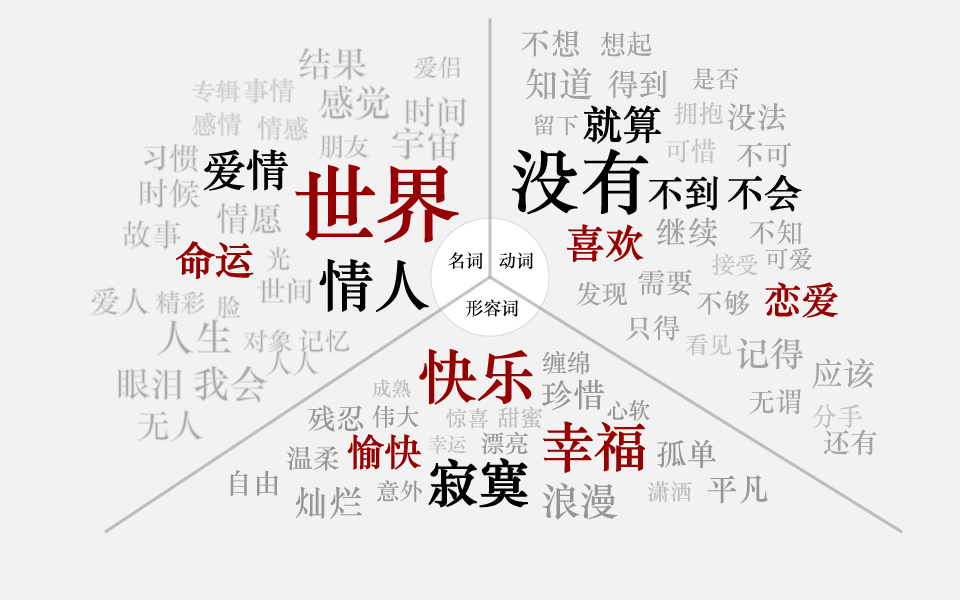 结果 爱侣
专辑 事情 感觉 时间
感情 情感 朋友 宇宙
习惯 爱情 世界
时候 情愿
故事 命运 光 情人
爱人 精彩 脸 世间
人生 对象 记忆
人人
眼泪 我会
无人
不想 想起
知道 得到 是否
留下 就算 拥抱 没法
没有 可惜 不可
不到 不会
喜欢 继续 不知
接受 可爱
发现 需要 不够 恋爱
只得 看见 记得
应该
无谓 分手
还有
名词 动词
形容词
快乐 缠绵
成熟 珍惜
残忍 伟大 惊喜 甜蜜 心软
温柔 愉快 幸运 漂亮 幸福 孤单
自由 灿烂 意外 寂寞 浪漫 潇洒 平凡